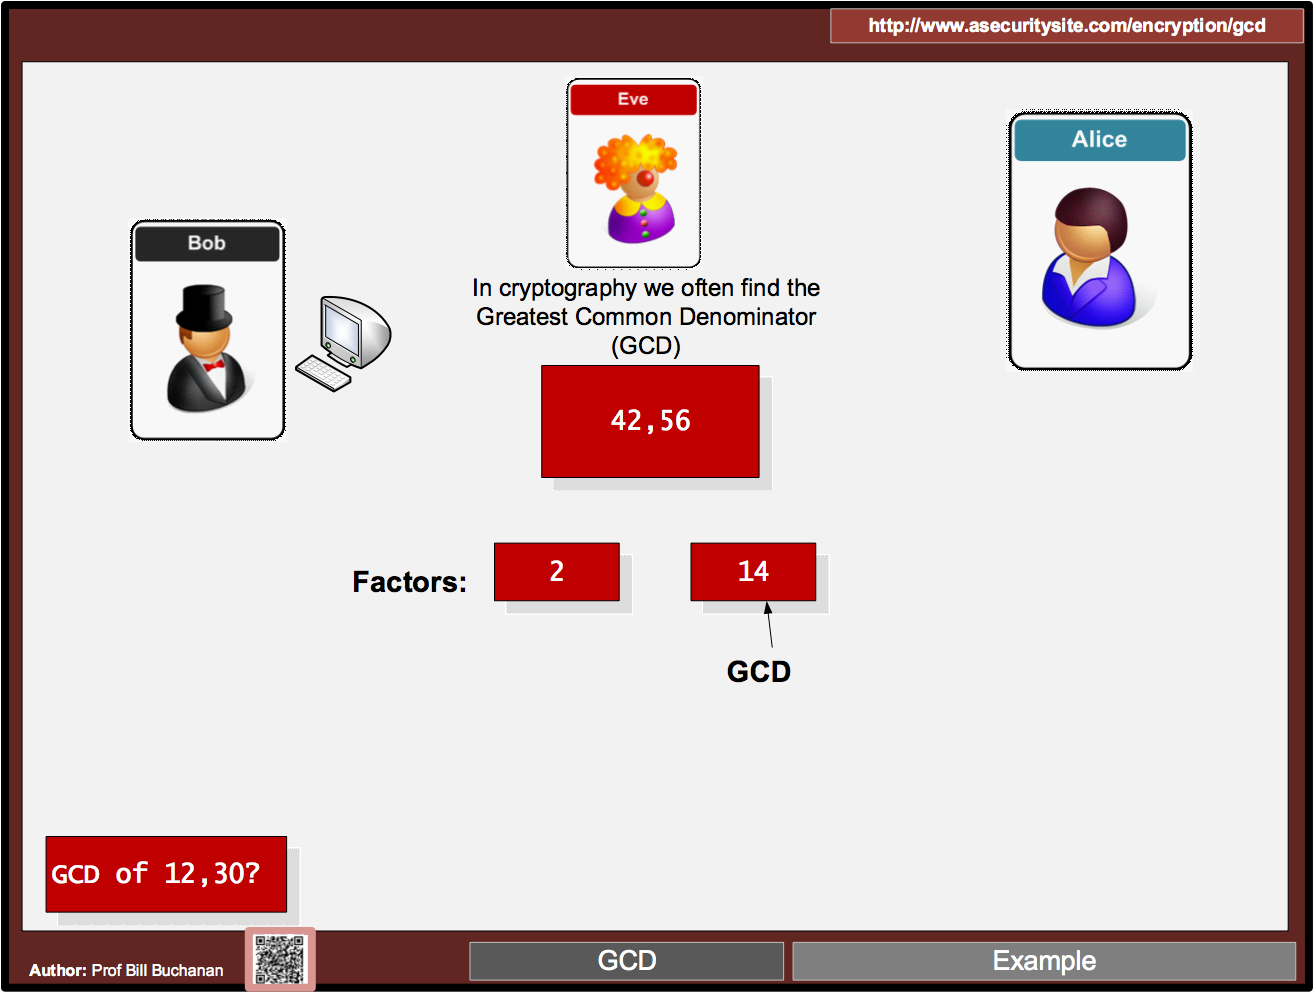 http://www.asecuritysite.com/encryption/gcd
Eve
Alice
Bob
In cryptography we often find the
Greatest Common Denominator
(GCD)
42,56
Factors:
2
14
GCD
GCD of 12,30?
Author: Prof Bill Buchanan
GCD
Example